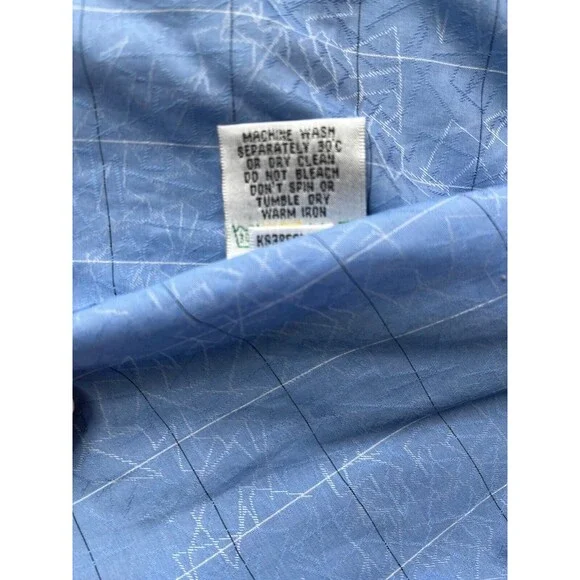 MACHINE WASH
SEPARATELY 30°C
OR DRY CLEAN
DO NOT BLEACH
DON'T SPIN OR
TUMBLE DRY
WARM IRON